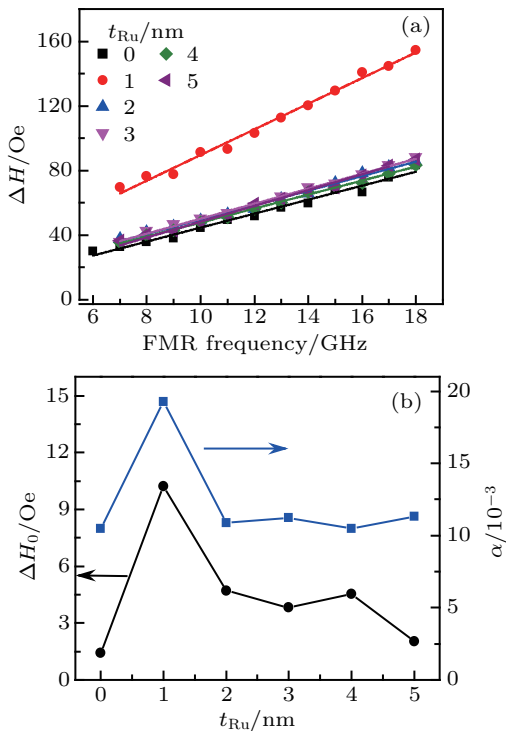 (a)
t_Ru/nm
0 4
1 5
2
3
160
120
80
40
0
ΔH/Oe
6 8 10 12 14 16 18
FMR frequency/GHz
(b)
15
12
9
6
3
0
ΔH₀/Oe
20
15
10
5
0
α/10⁻³
0 1 2 3 4 5
t_Ru/nm